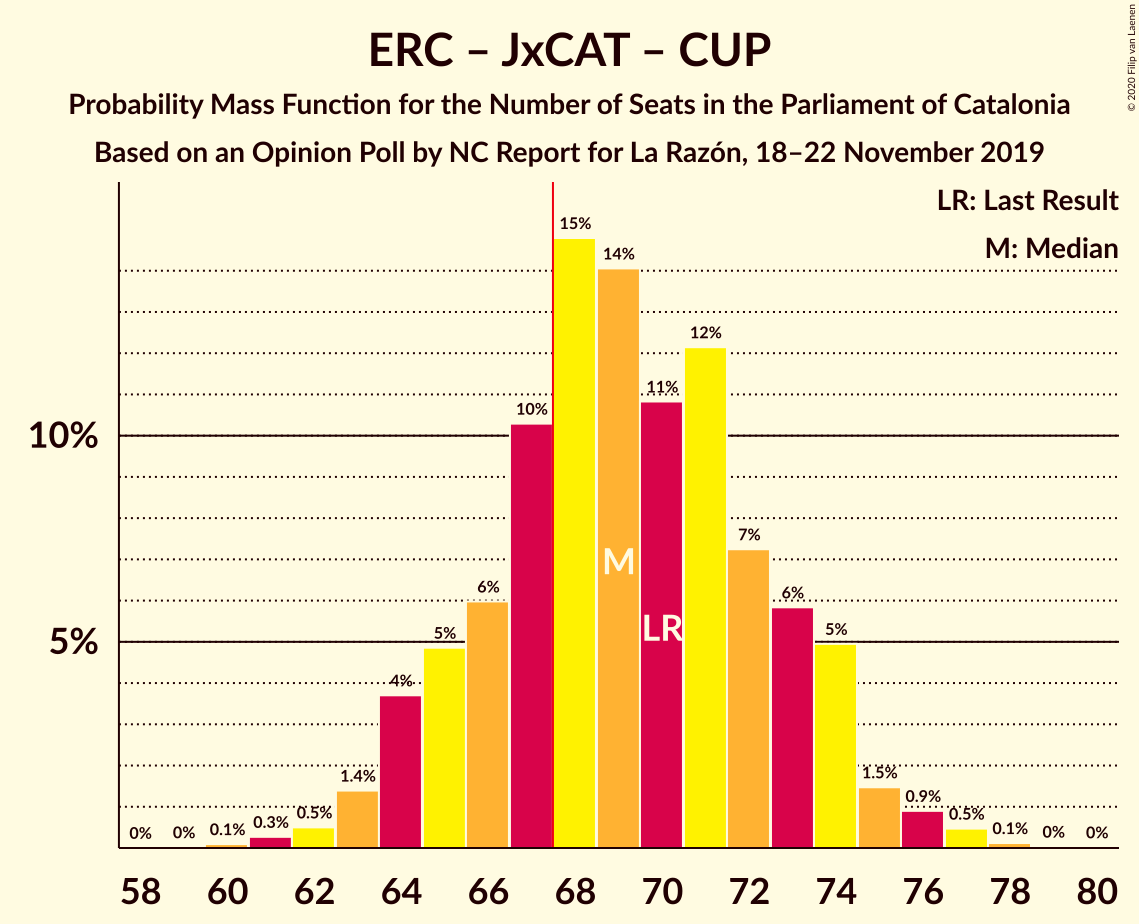 ERC – JxCAT – CUP
Probability Mass Function for the Number of Seats in the Parliament of Catalonia
Based on an Opinion Poll by NC Report for La Razón, 18–22 November 2019
© 2020 Filip van Laenen
LR: Last Result
M: Median
15%
14%
12%
11%
10%
10%
7%
6%
6%
M
LR
5%
5%
5%
4%
1.4%
1.5%
0.9%
0% 0% 0.1% 0.3% 0.5% 0.5% 0.1% 0% 0%
58 60 62 64 66 68 70 72 74 76 78 80